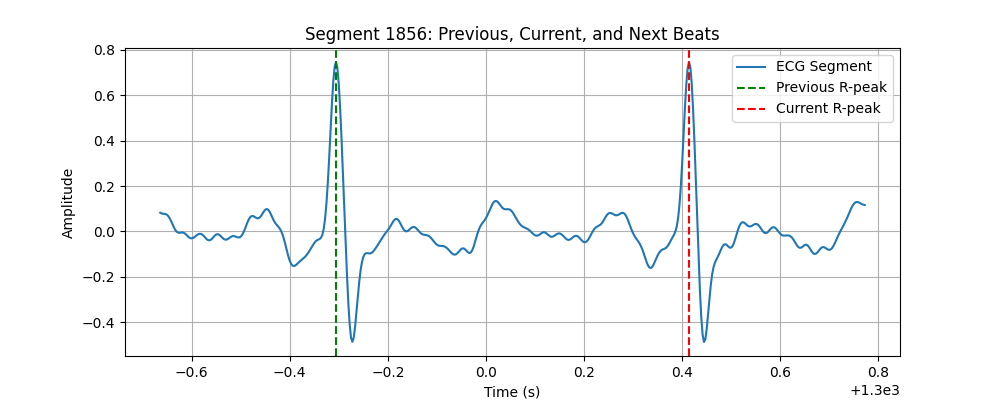 Segment 1856: Previous, Current, and Next Beats
ECG Segment
Previous R-peak
Current R-peak
Amplitude
0.8
0.6
0.4
0.2
0.0
−0.2
−0.4
−0.6 −0.4 −0.2 0.0 0.2 0.4 0.6 0.8
+1.3e3
Time (s)